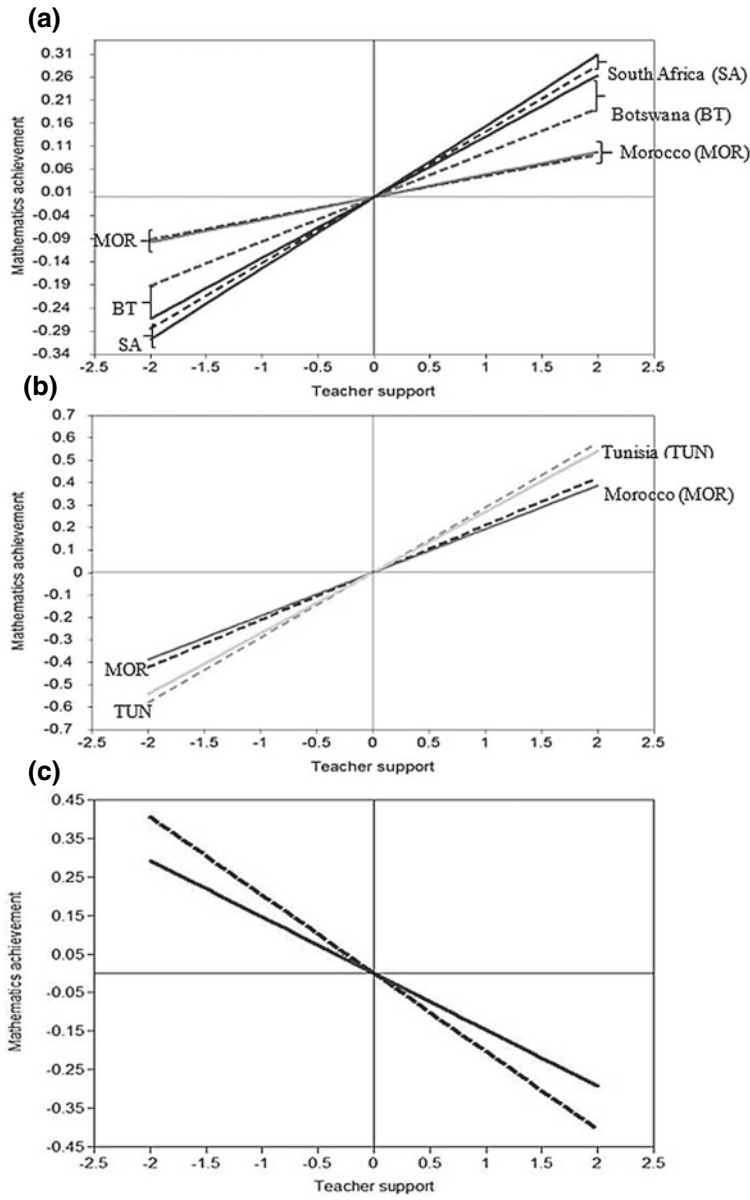 (a)
Mathematics achievement
0.31
0.26
0.21
0.16
0.11
0.06
0.01
-0.04
-0.09
-0.14
-0.19
-0.24
-0.29
-0.34
South Africa (SA)
Botswana (BT)
Morocco (MOR)
MOR
BT
SA
-2.5 -2 -1.5 -1 -0.5 0 0.5 1 1.5 2 2.5
Teacher support
(b)
Mathematics achievement
0.7
0.6
0.5
0.4
0.3
0.2
0.1
0
-0.1
-0.2
-0.3
-0.4
-0.5
-0.6
-0.7
Tunisia (TUN)
Morocco (MOR)
MOR
TUN
-2.5 -2 -1.5 -1 -0.5 0 0.5 1 1.5 2 2.5
Teacher support
(c)
Mathematics achievement
0.45
0.35
0.25
0.15
0.05
-0.05
-0.15
-0.25
-0.35
-0.45
-2.5 -2 -1.5 -1 -0.5 0 0.5 1 1.5 2 2.5
Teacher support